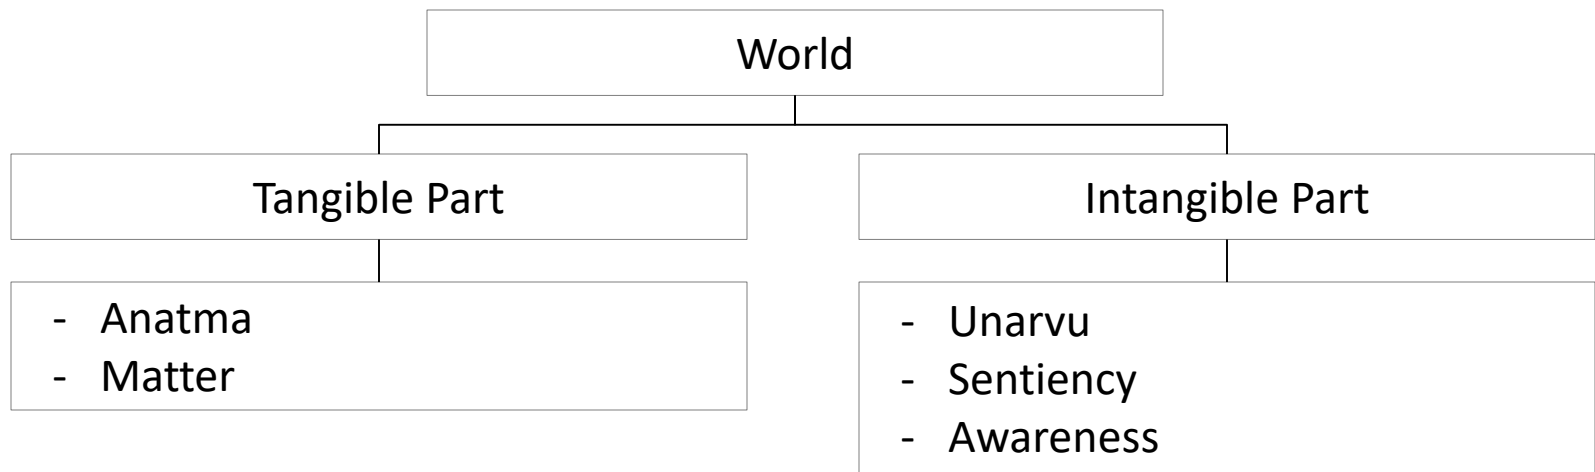 World
Tangible Part
Intangible Part
- Anatma
- Matter
- Unarvu
- Sentiency
- Awareness